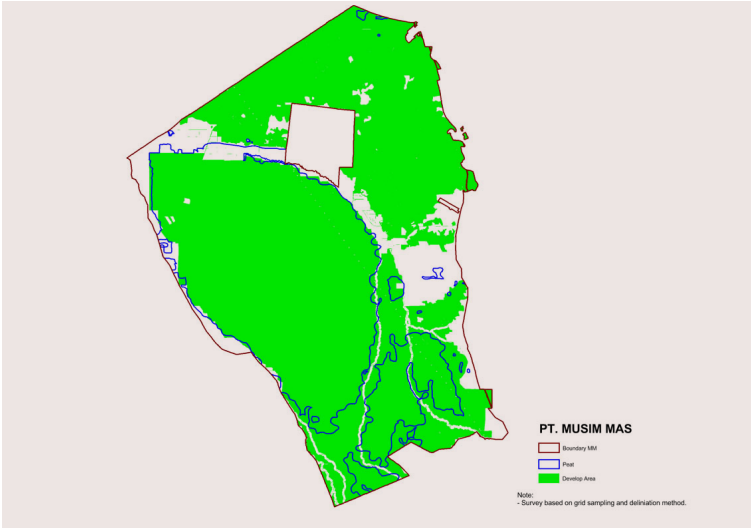 PT. MUSIM MAS
Boundary MM
Peat
Develop Area
Note:
- Survey based on grid sampling and deliniation method.